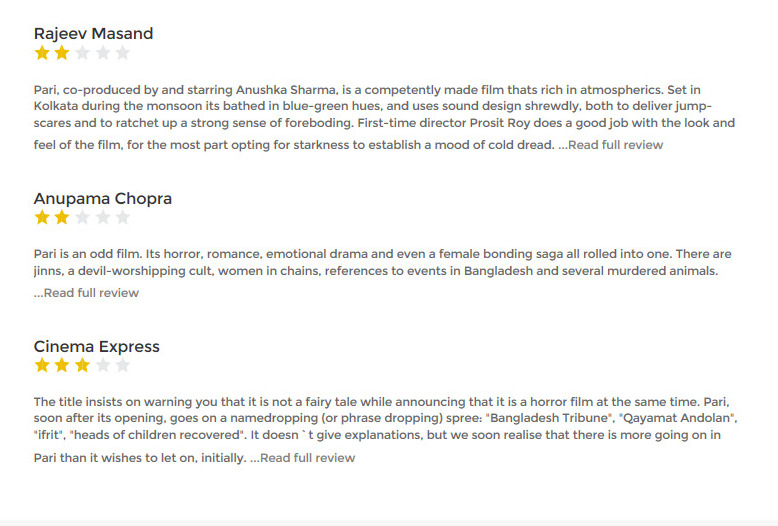 Rajeev Masand
Pari, co-produced by and starring Anushka Sharma, is a competently made film thats rich in atmospherics. Set in
Kolkata during the monsoon its bathed in blue-green hues, and uses sound design shrewdly, both to deliver jump-
scares and to ratchet up a strong sense of foreboding. First-time director Prosit Roy does a good job with the look and
feel of the film, for the most part opting for starkness to establish a mood of cold dread. ...Read full review
Anupama Chopra
Pari is an odd film. Its horror, romance, emotional drama and even a female bonding saga all rolled into one. There are
jinns, a devil-worshipping cult, women in chains, references to events in Bangladesh and several murdered animals.
...Read full review
Cinema Express
The title insists on warning you that it is not a fairy tale while announcing that it is a horror film at the same time. Pari,
soon after its opening, goes on a namedropping (or phrase dropping) spree: "Bangladesh Tribune", "Qayamat Andolan",
"ifrit", "heads of children recovered". It doesn`t give explanations, but we soon realise that there is more going on in
Pari than it wishes to let on, initially. ...Read full review